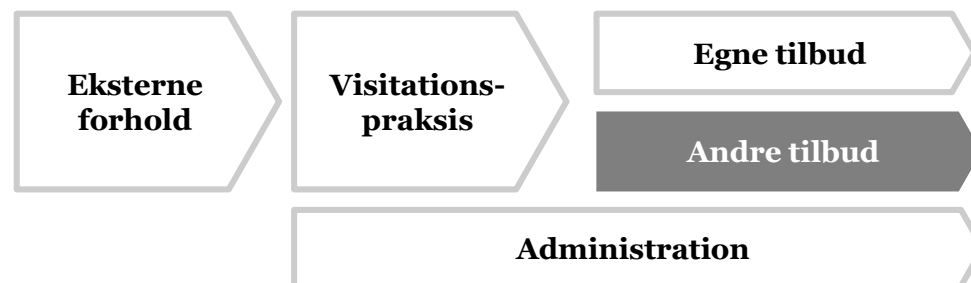 Eksterne
forhold
Visitations-
praksis
Egne tilbud
Andre tilbud
Administration